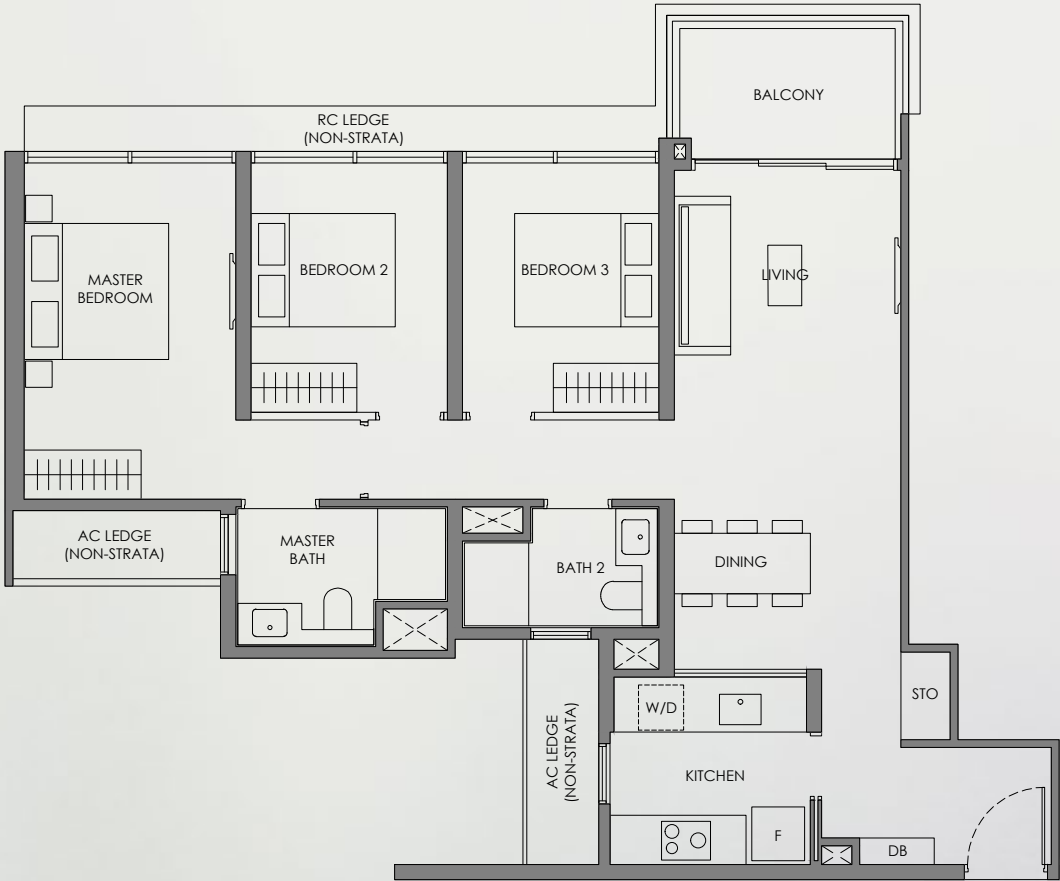 BALCONY
RC LEDGE
(NON-STRATA)
MASTER
BEDROOM
BEDROOM 2
BEDROOM 3
LIVING
AC LEDGE
(NON-STRATA)
MASTER
BATH
BATH 2
DINING
W/D
STO
AC LEDGE
(NON-STRATA)
KITCHEN
F
DB